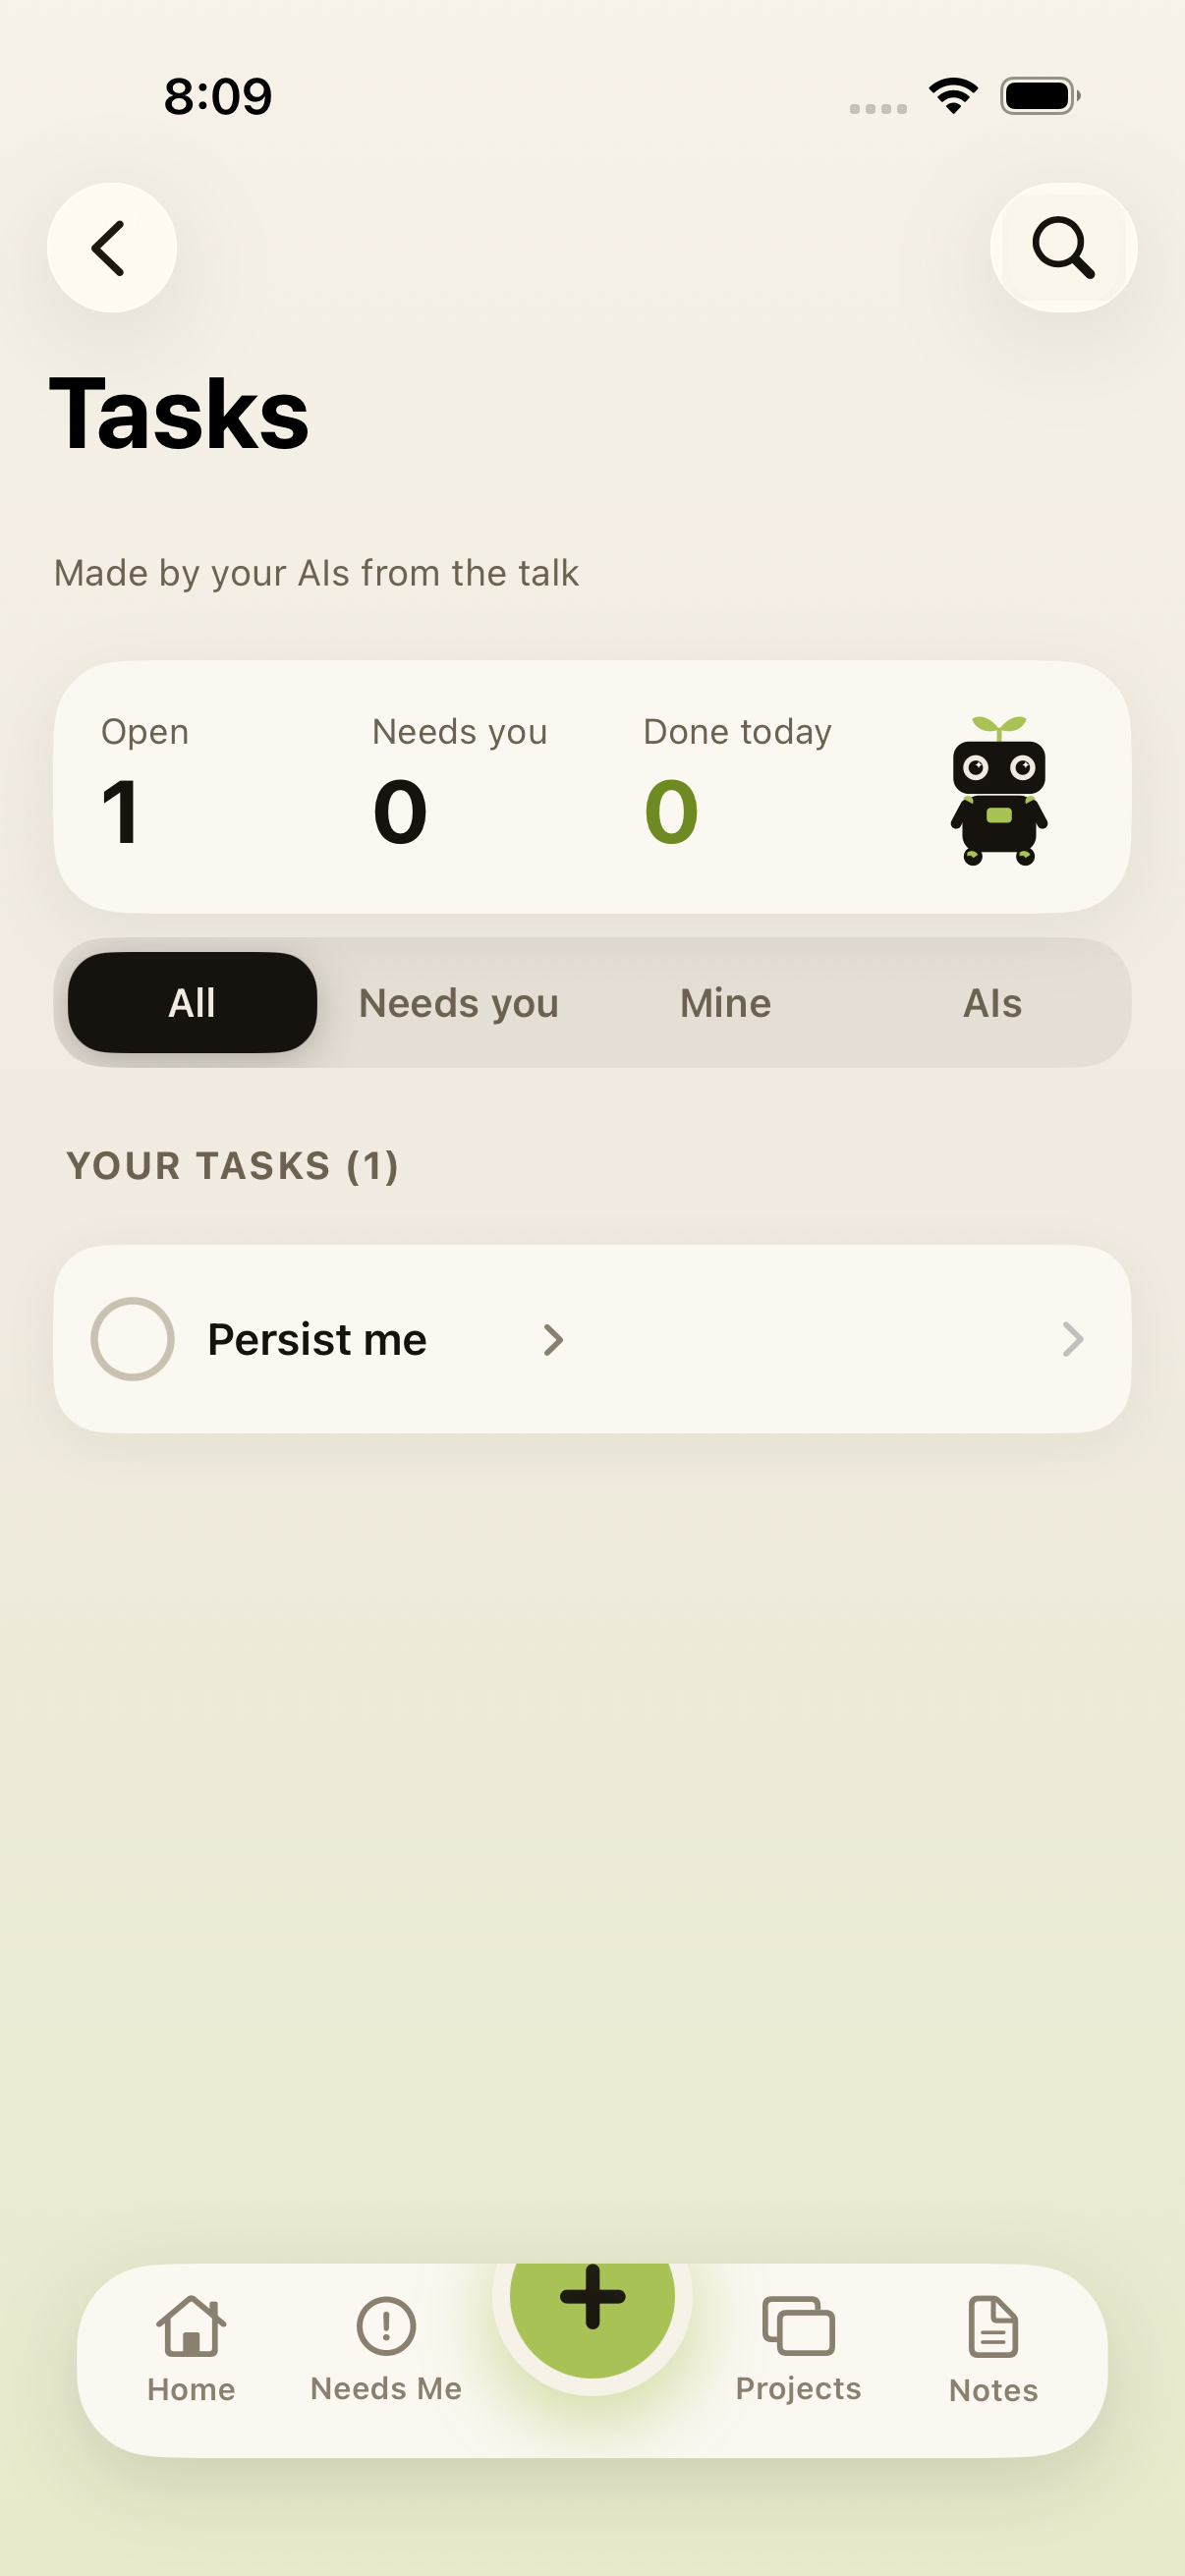 8:09
Tasks
Made by your AIs from the talk
Open
Needs you
Done today
1
0
0
All
Needs you
Mine
AIs
YOUR TASKS (1)
Persist me
Home
Needs Me
Projects
Notes